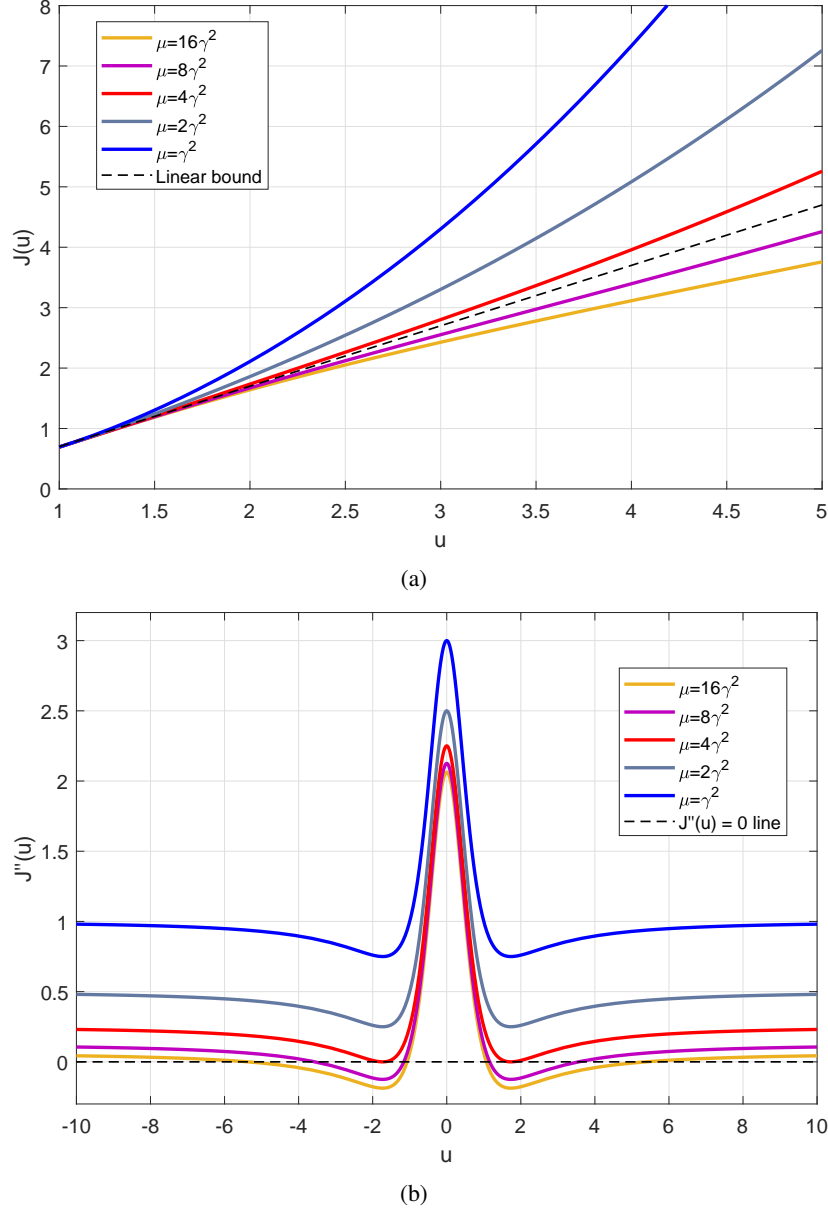 8
7
6
5
4
3
2
1
0
J(u)
μ=16γ²
μ=8γ²
μ=4γ²
μ=2γ²
μ=γ²
Linear bound
1 1.5 2 2.5 3 3.5 4 4.5 5
u
(a)
3
2.5
2
1.5
1
0.5
0
J"(u)
μ=16γ²
μ=8γ²
μ=4γ²
μ=2γ²
μ=γ²
J"(u) = 0 line
-10 -8 -6 -4 -2 0 2 4 6 8 10
u
(b)